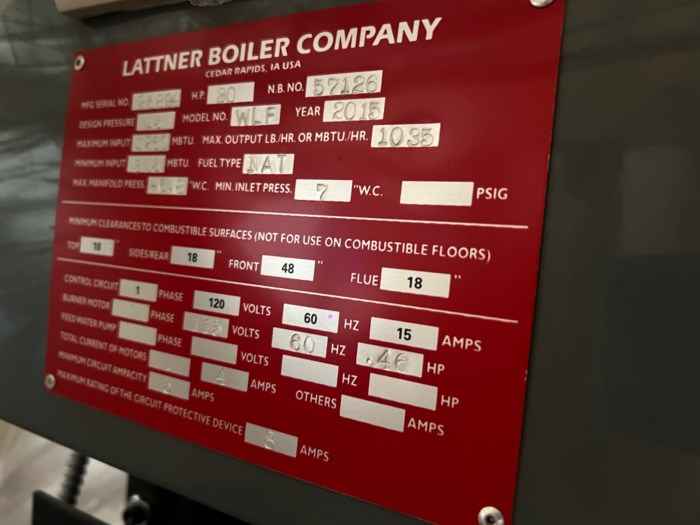 LATTNER BOILER COMPANY
CEDAR RAPIDS, IA USA
MFG SERIAL NO. H.P. 30 N.B. NO. 57126
DESIGN PRESSURE MODEL NO. WLF YEAR 2015
MAXIMUM INPUT MBTU. MAX. OUTPUT LB./HR. OR MBTU./HR. 1035
MINIMUM INPUT MBTU. FUEL TYPE NAT
MAX. MANIFOLD PRESS. "W.C. MIN. INLET PRESS. 7 "W.C. PSIG
MINIMUM CLEARANCES TO COMBUSTIBLE SURFACES (NOT FOR USE ON COMBUSTIBLE FLOORS)
TOP 18 " SIDES/REAR 18 " FRONT 48 " FLUE 18 "
CONTROL CIRCUIT 1 PHASE 120 VOLTS 60 HZ 15 AMPS
BURNER MOTOR PHASE 115 VOLTS 60 HZ .46 HP
FEED WATER PUMP PHASE VOLTS HZ HP
TOTAL CURRENT OF MOTORS 4 AMPS OTHERS AMPS
MINIMUM CIRCUIT AMPACITY AMPS
MAXIMUM RATING OF THE CIRCUIT PROTECTIVE DEVICE AMPS